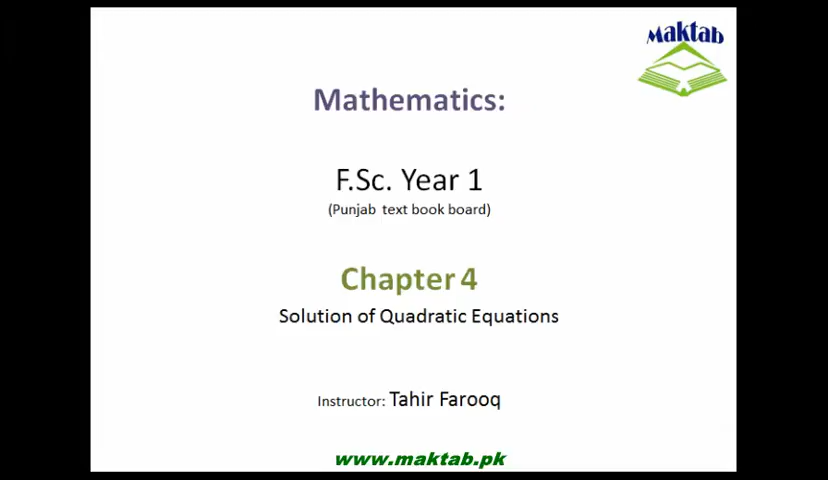 Maktab
Mathematics:
F.Sc. Year 1
(Punjab text book board)
Chapter 4
Solution of Quadratic Equations
Instructor: Tahir Farooq
www.maktab.pk